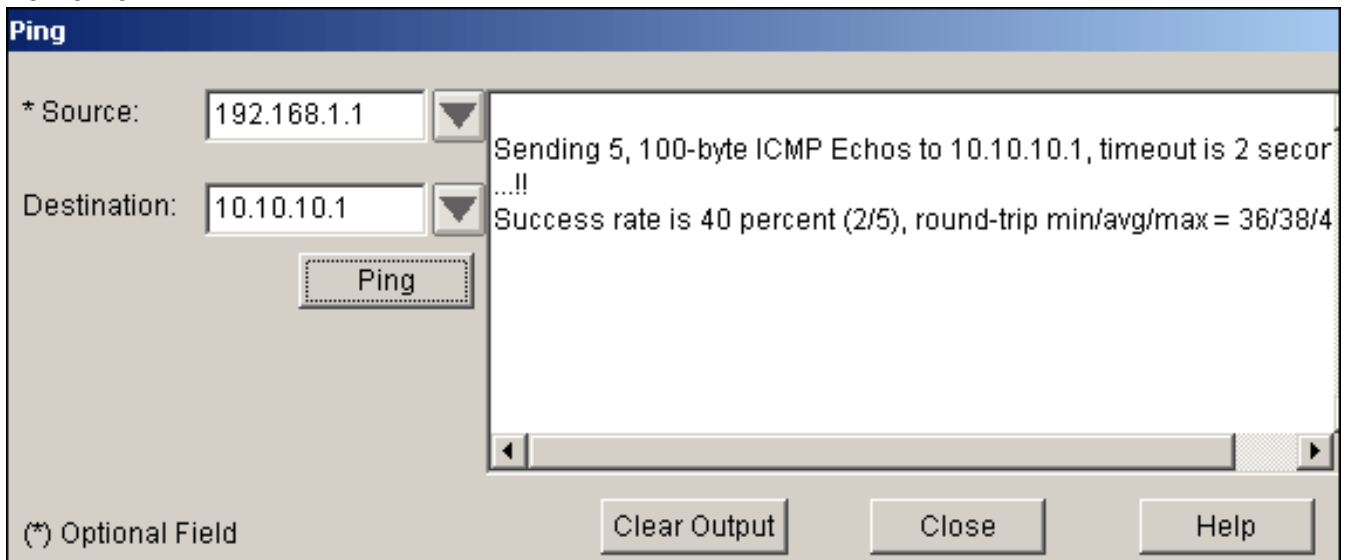 Ping
* Source:
192.168.1.1
Sending 5, 100-byte ICMP Echos to 10.10.10.1, timeout is 2
...!!
Success rate is 40 percent (2/5), round-trip min/avg/max = 36/38/4
Destination:
10.10.10.1
Ping
(*) Optional Field
Clear Output
Close
Help